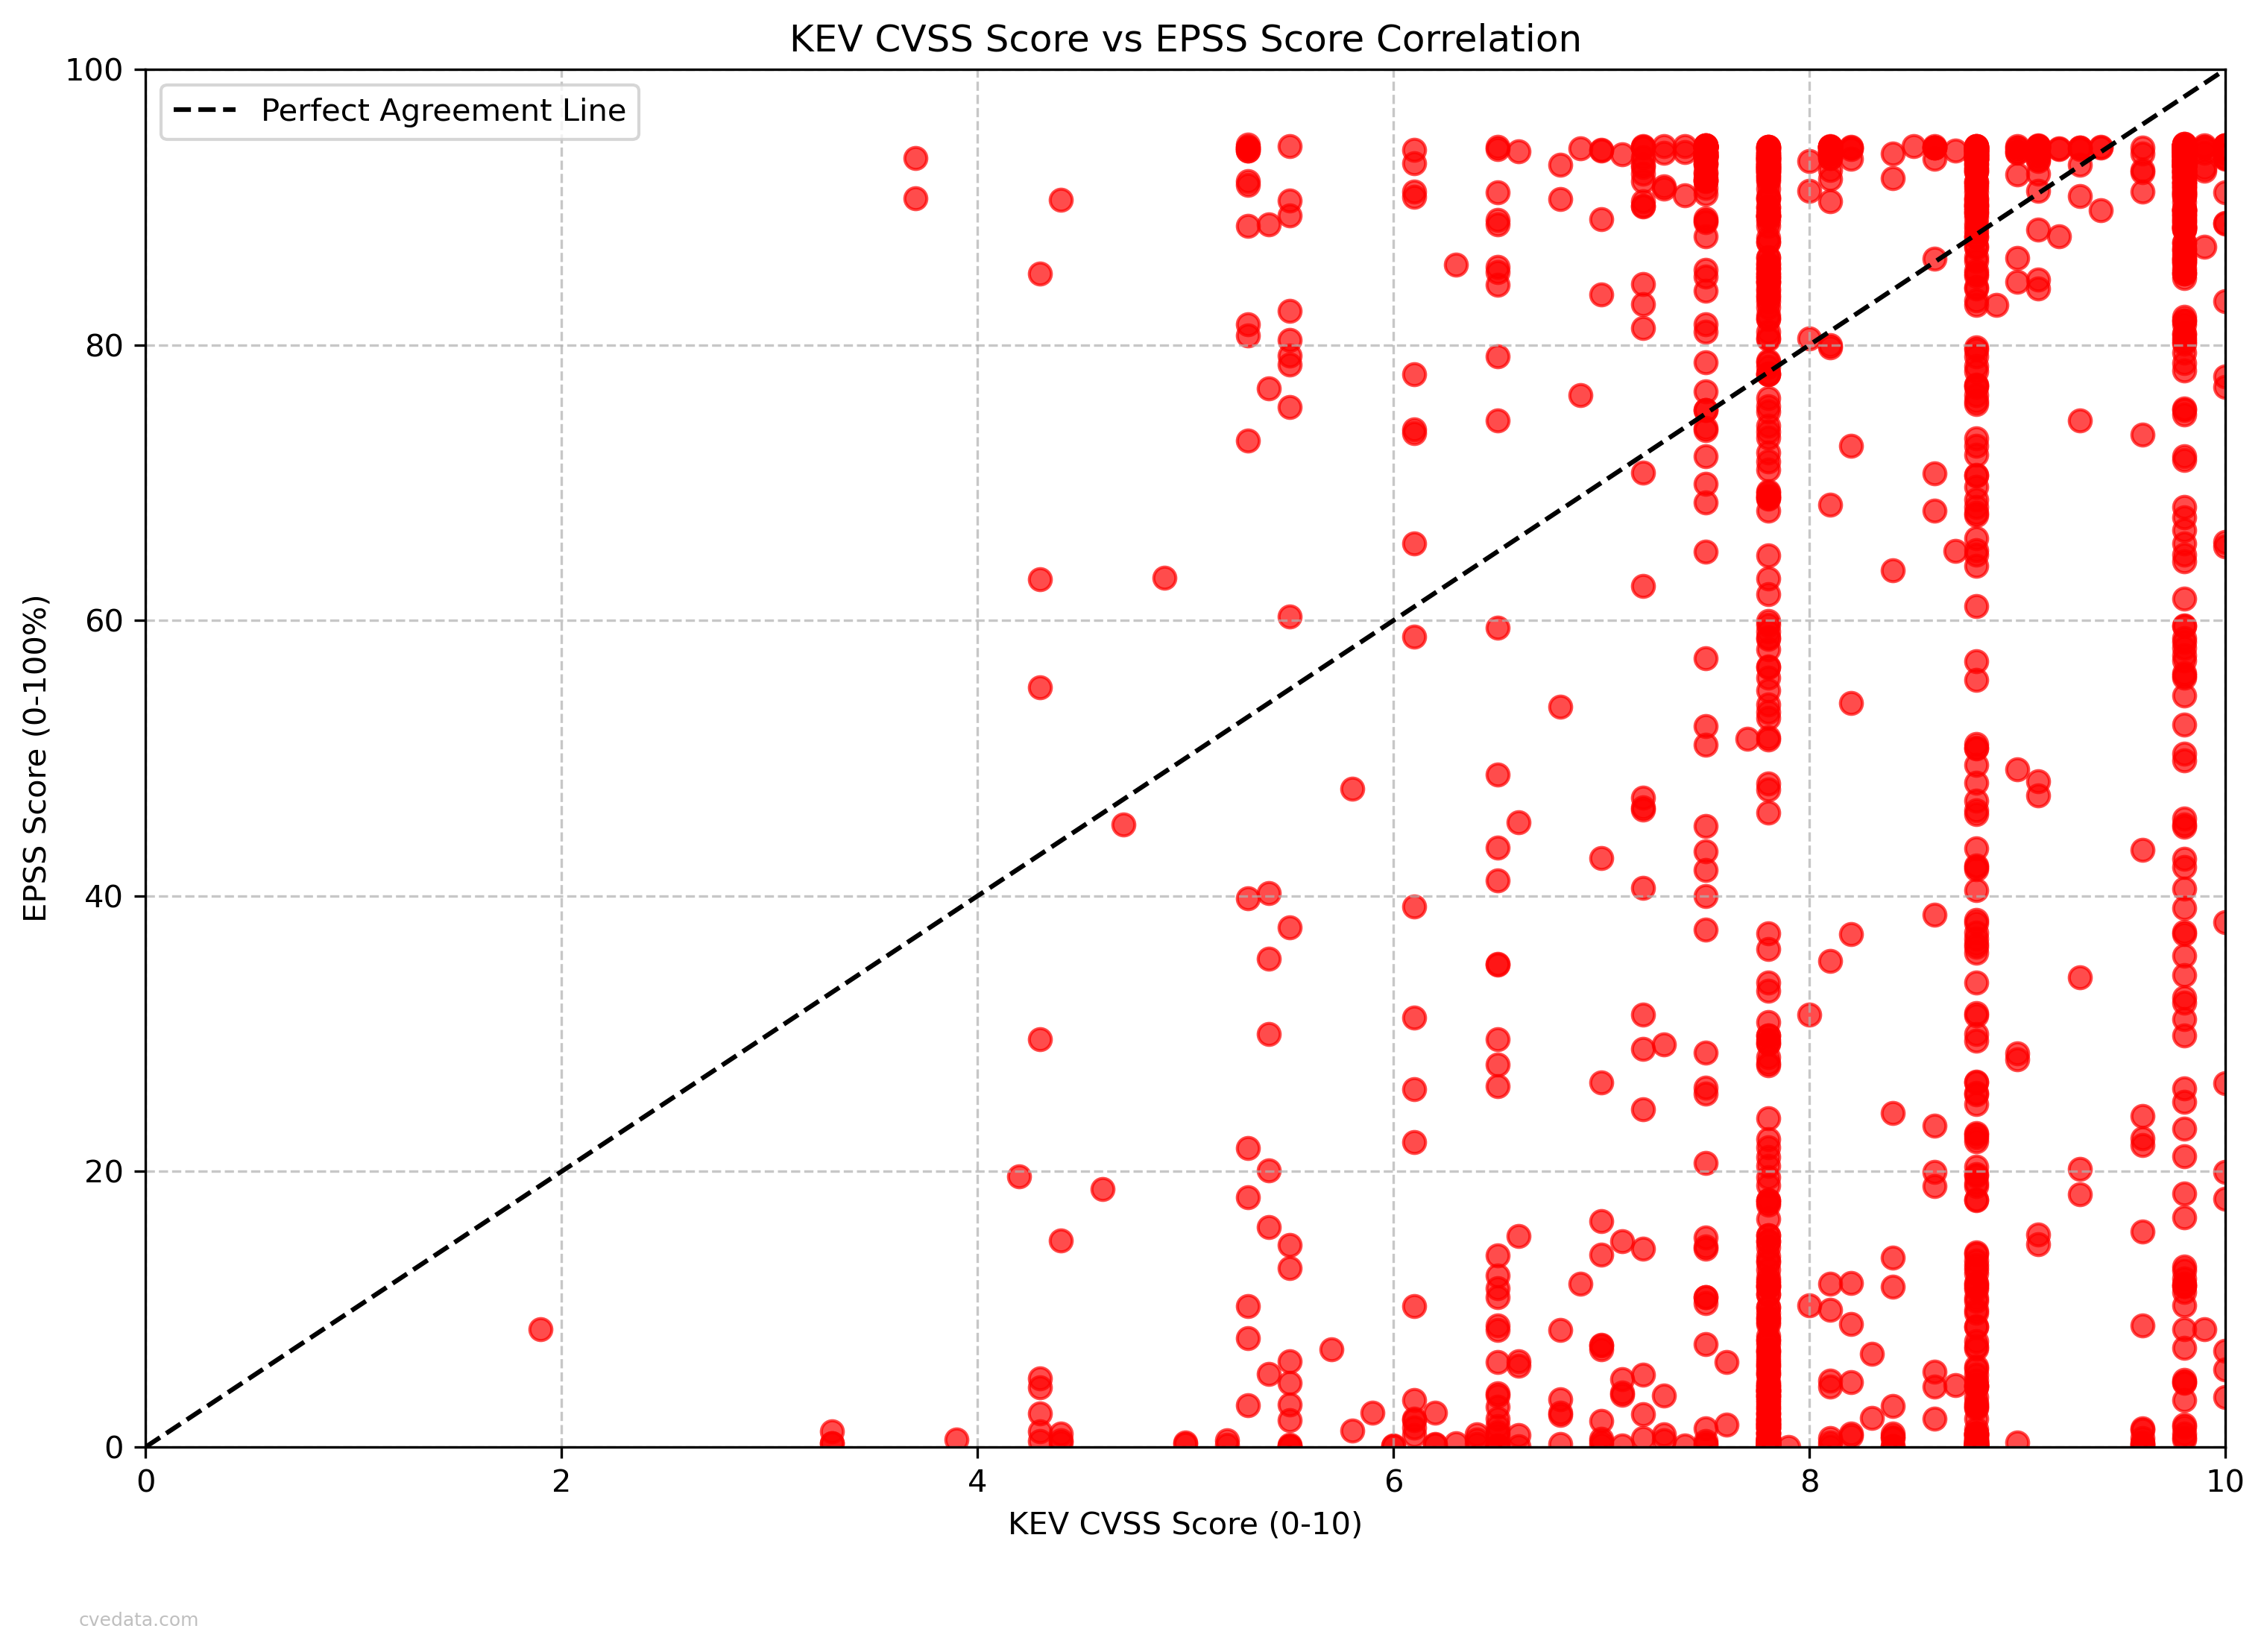 KEV CVSS Score vs EPSS Score Correlation
Perfect Agreement Line
EPSS Score (0-100%)
100
80
60
40
20
0
0 2 4 6 8 10
KEV CVSS Score (0-10)
cvedata.com